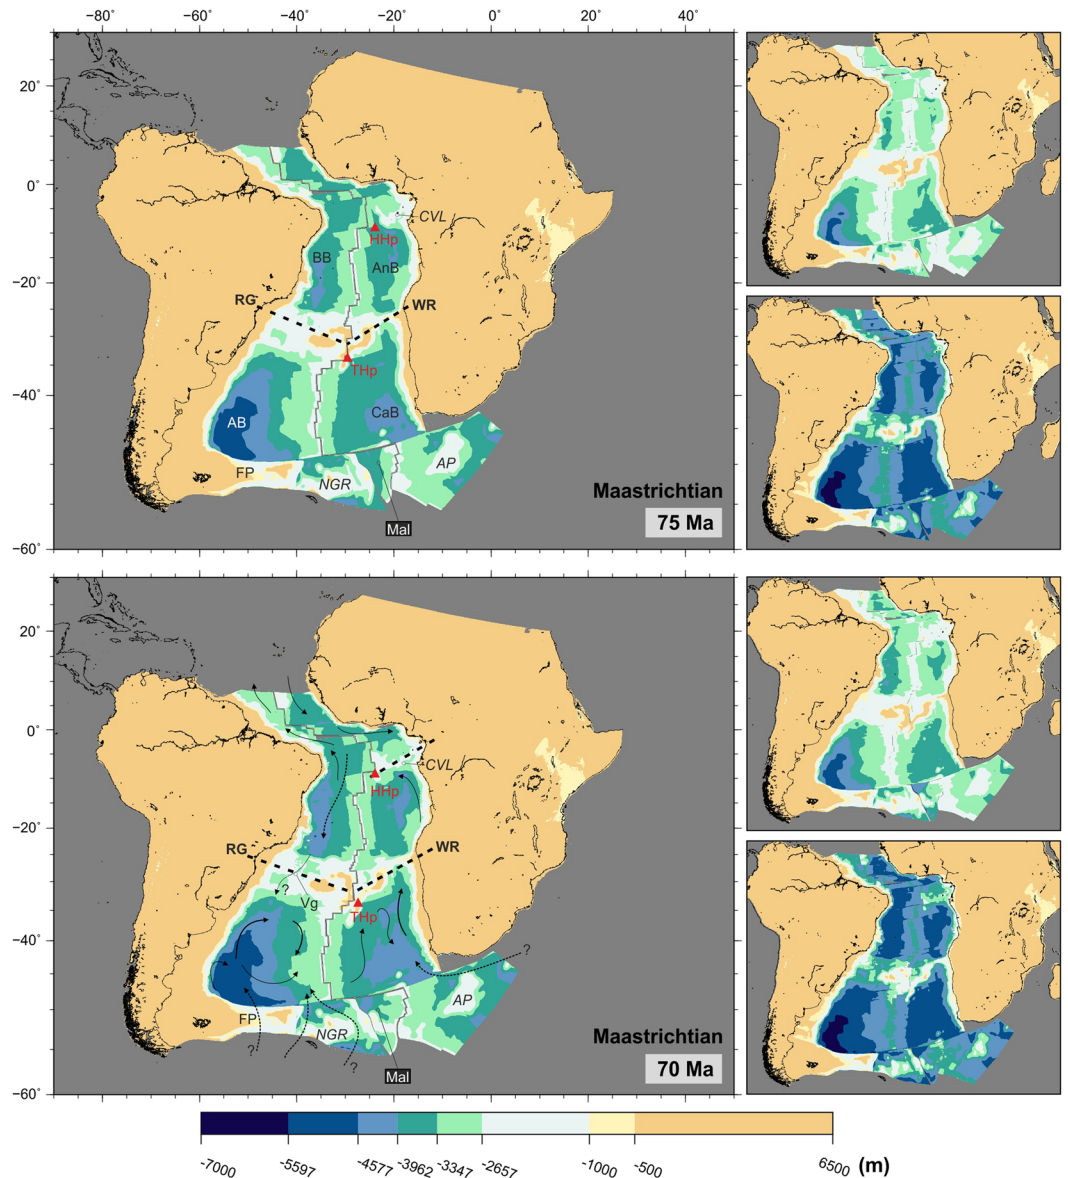 −80° −60° −40° −20° 0° 20° 40°
20°
0°
−20°
−40°
−60°
CVL
HHp
BB
AnB
RG
WR
THp
AB
CaB
FP
NGR
AP
Maastrichtian
75 Ma
Mal
20°
0°
−20°
−40°
−60°
CVL
HHp
RG
WR
?
Vg
THp
?
AP
FP
NGR
?
?
Maastrichtian
70 Ma
Mal
-7000 -5597 -4577 -3962 -3347 -2657 -1000 -500 6500 (m)